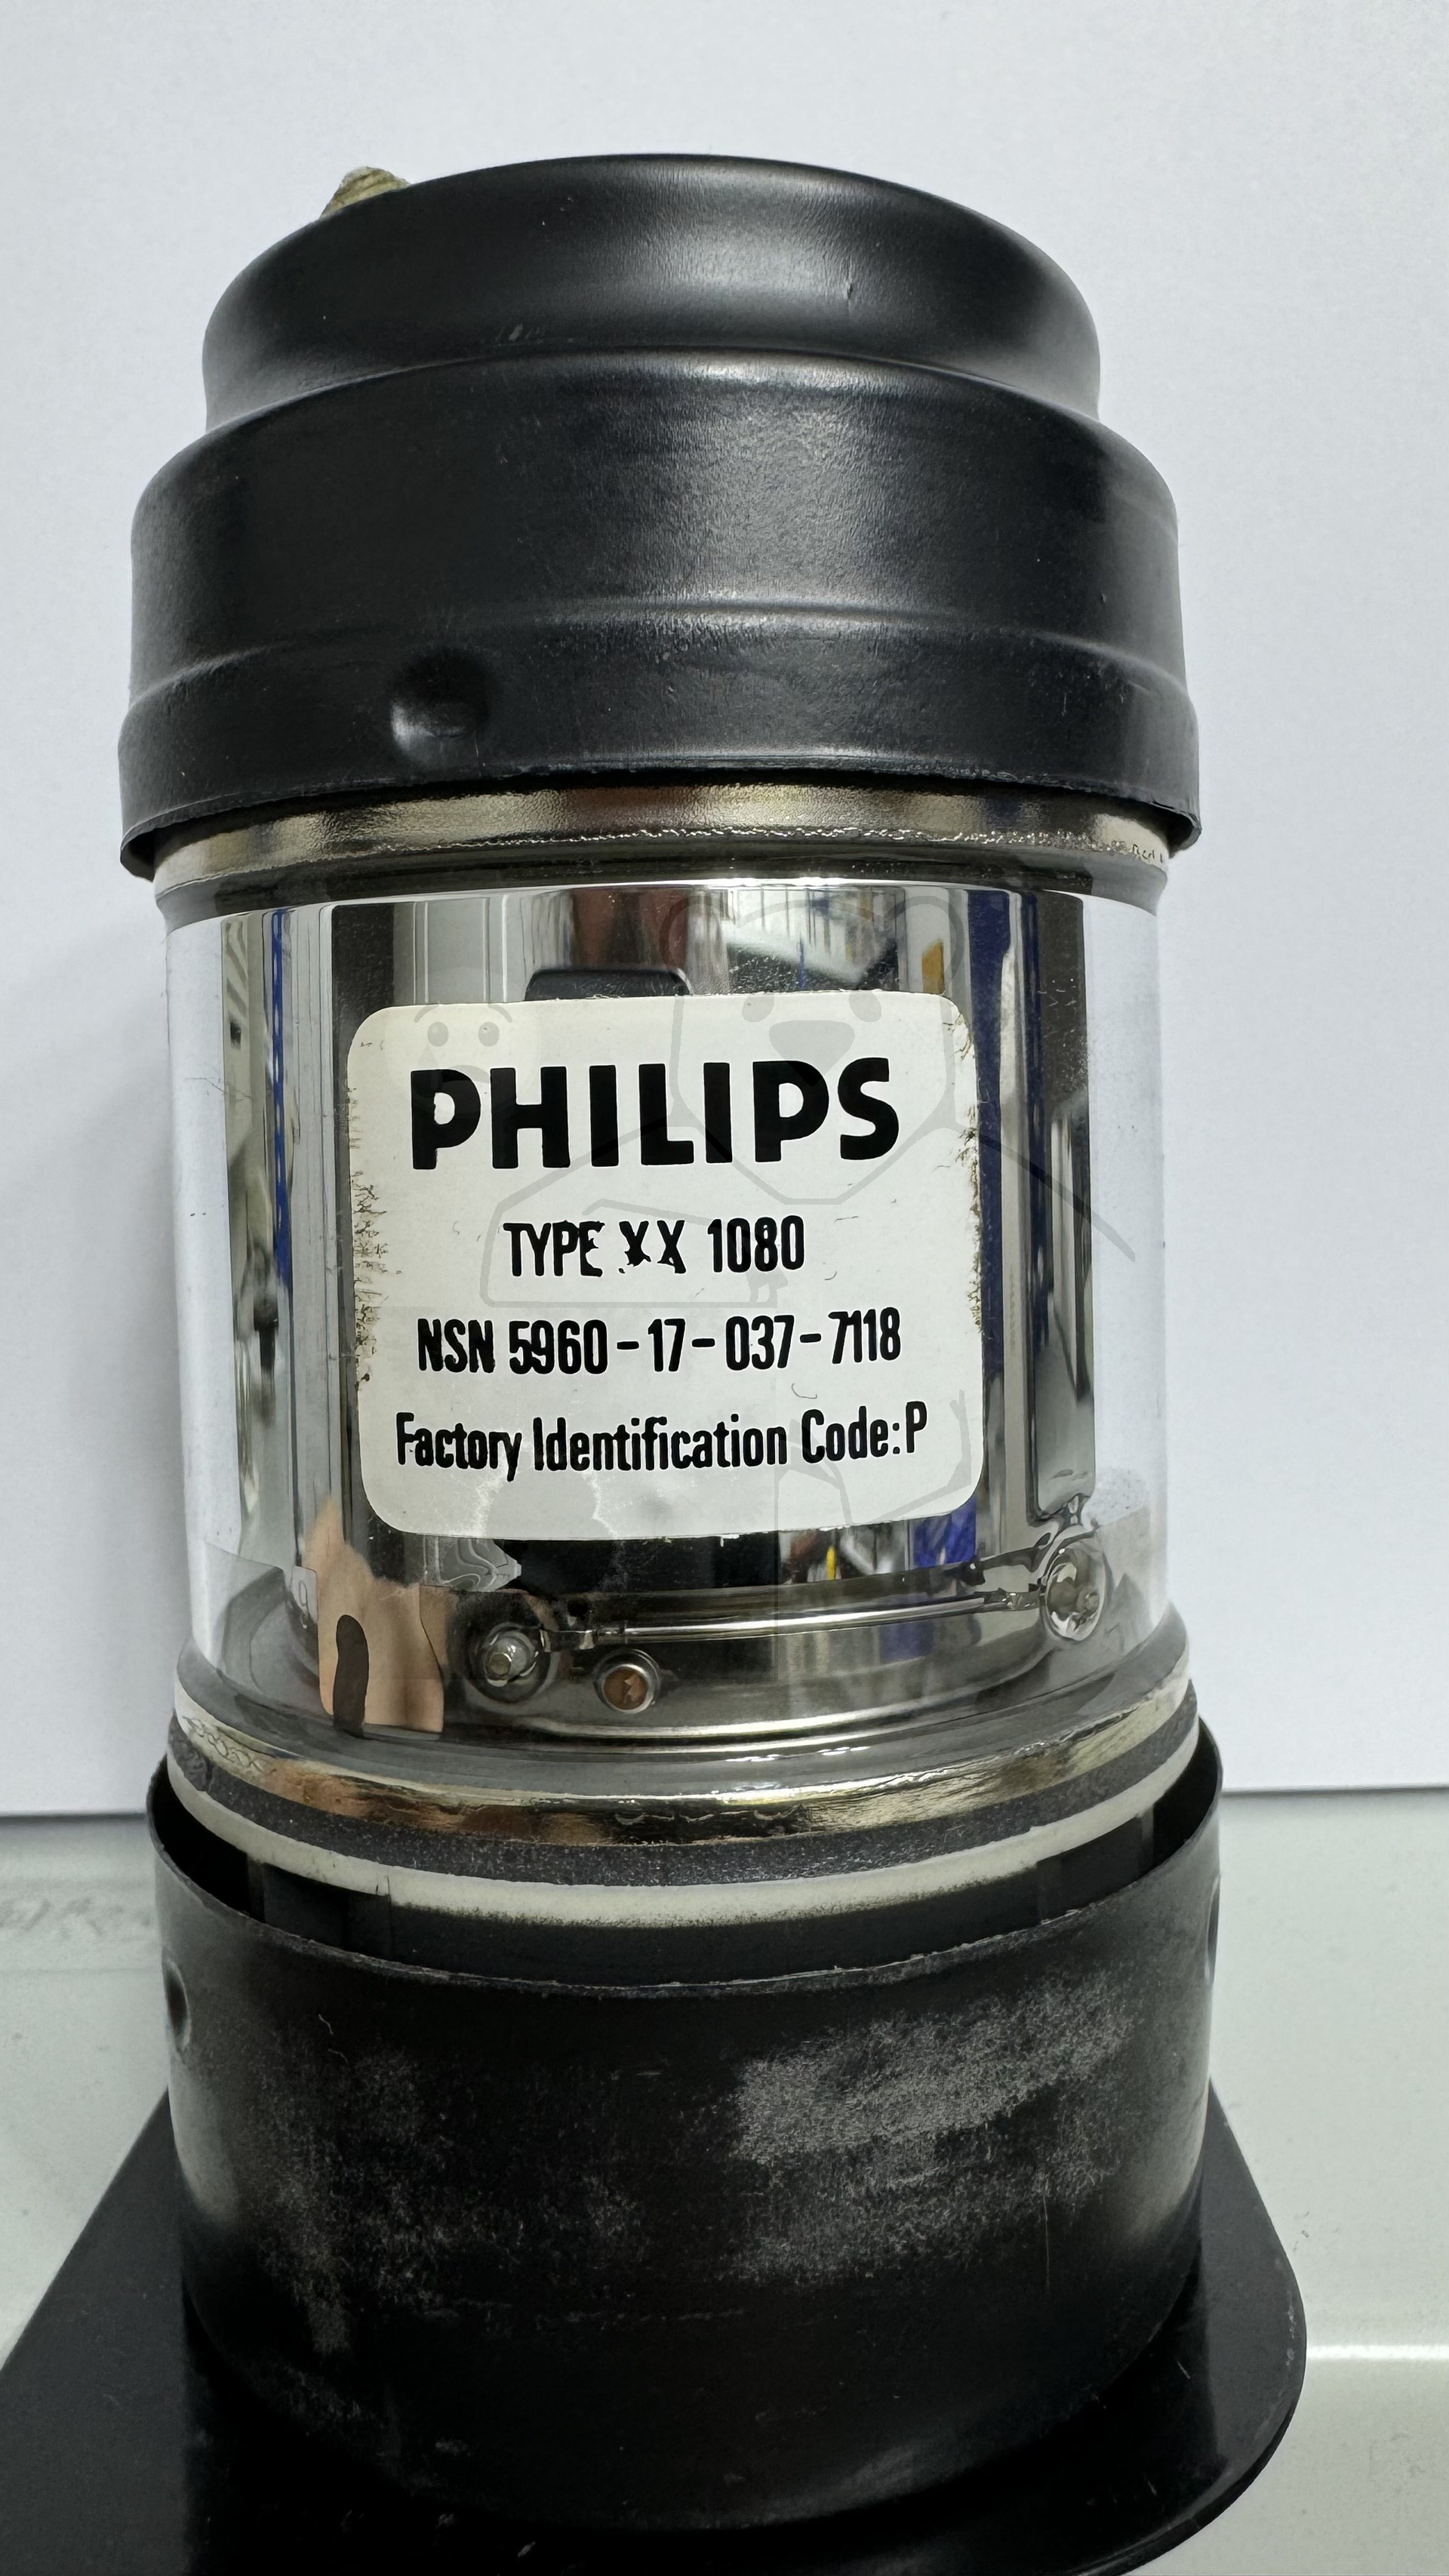 PHILIPS
TYPE XX 1080
NSN 5960-17-037-7118
Factory Identification Code:P